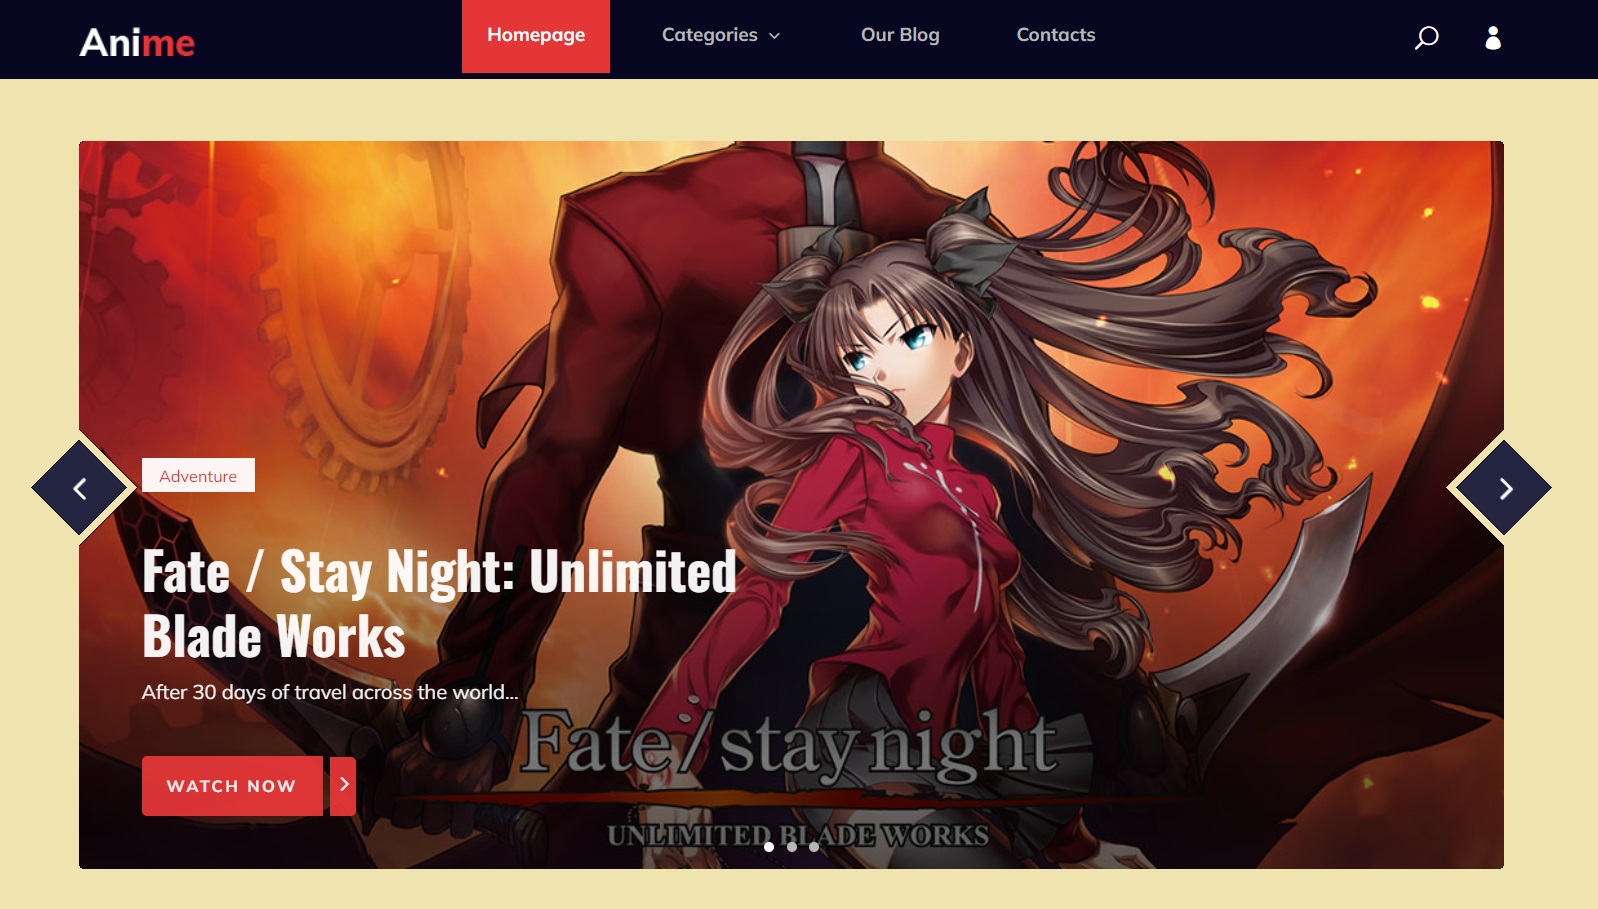 Anime
Homepage
Categories
Our Blog
Contacts
Adventure
Fate / Stay Night: Unlimited
Blade Works
After 30 days of travel across the world...
WATCH NOW
Fate/stay night
UNLIMITED BLADE WORKS